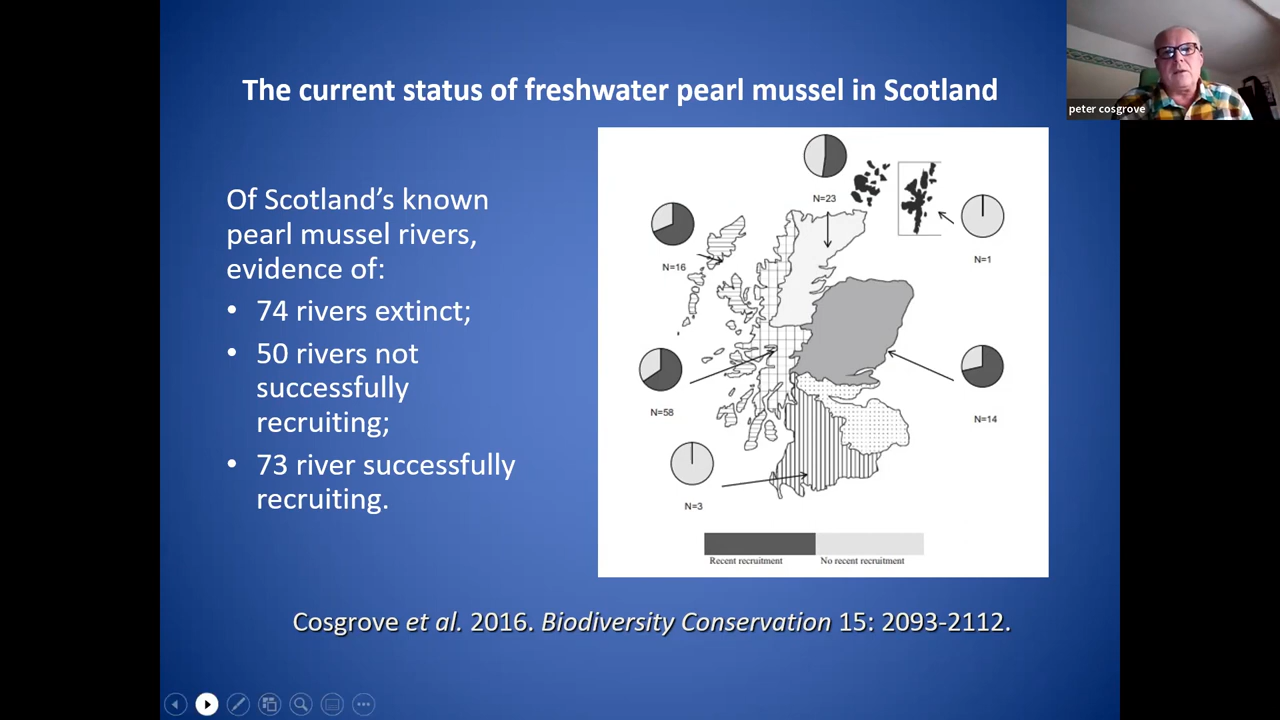 The current status of freshwater pearl mussel in Scotland
peter cosgrove
Of Scotland's known
pearl mussel rivers,
evidence of:
• 74 rivers extinct;
• 50 rivers not
successfully
recruiting;
• 73 river successfully
recruiting.
N=23
N=16
N=1
N=58
N=14
N=3
Recent recruitment
No recent recruitment
Cosgrove et al. 2016. Biodiversity Conservation 15: 2093-2112.